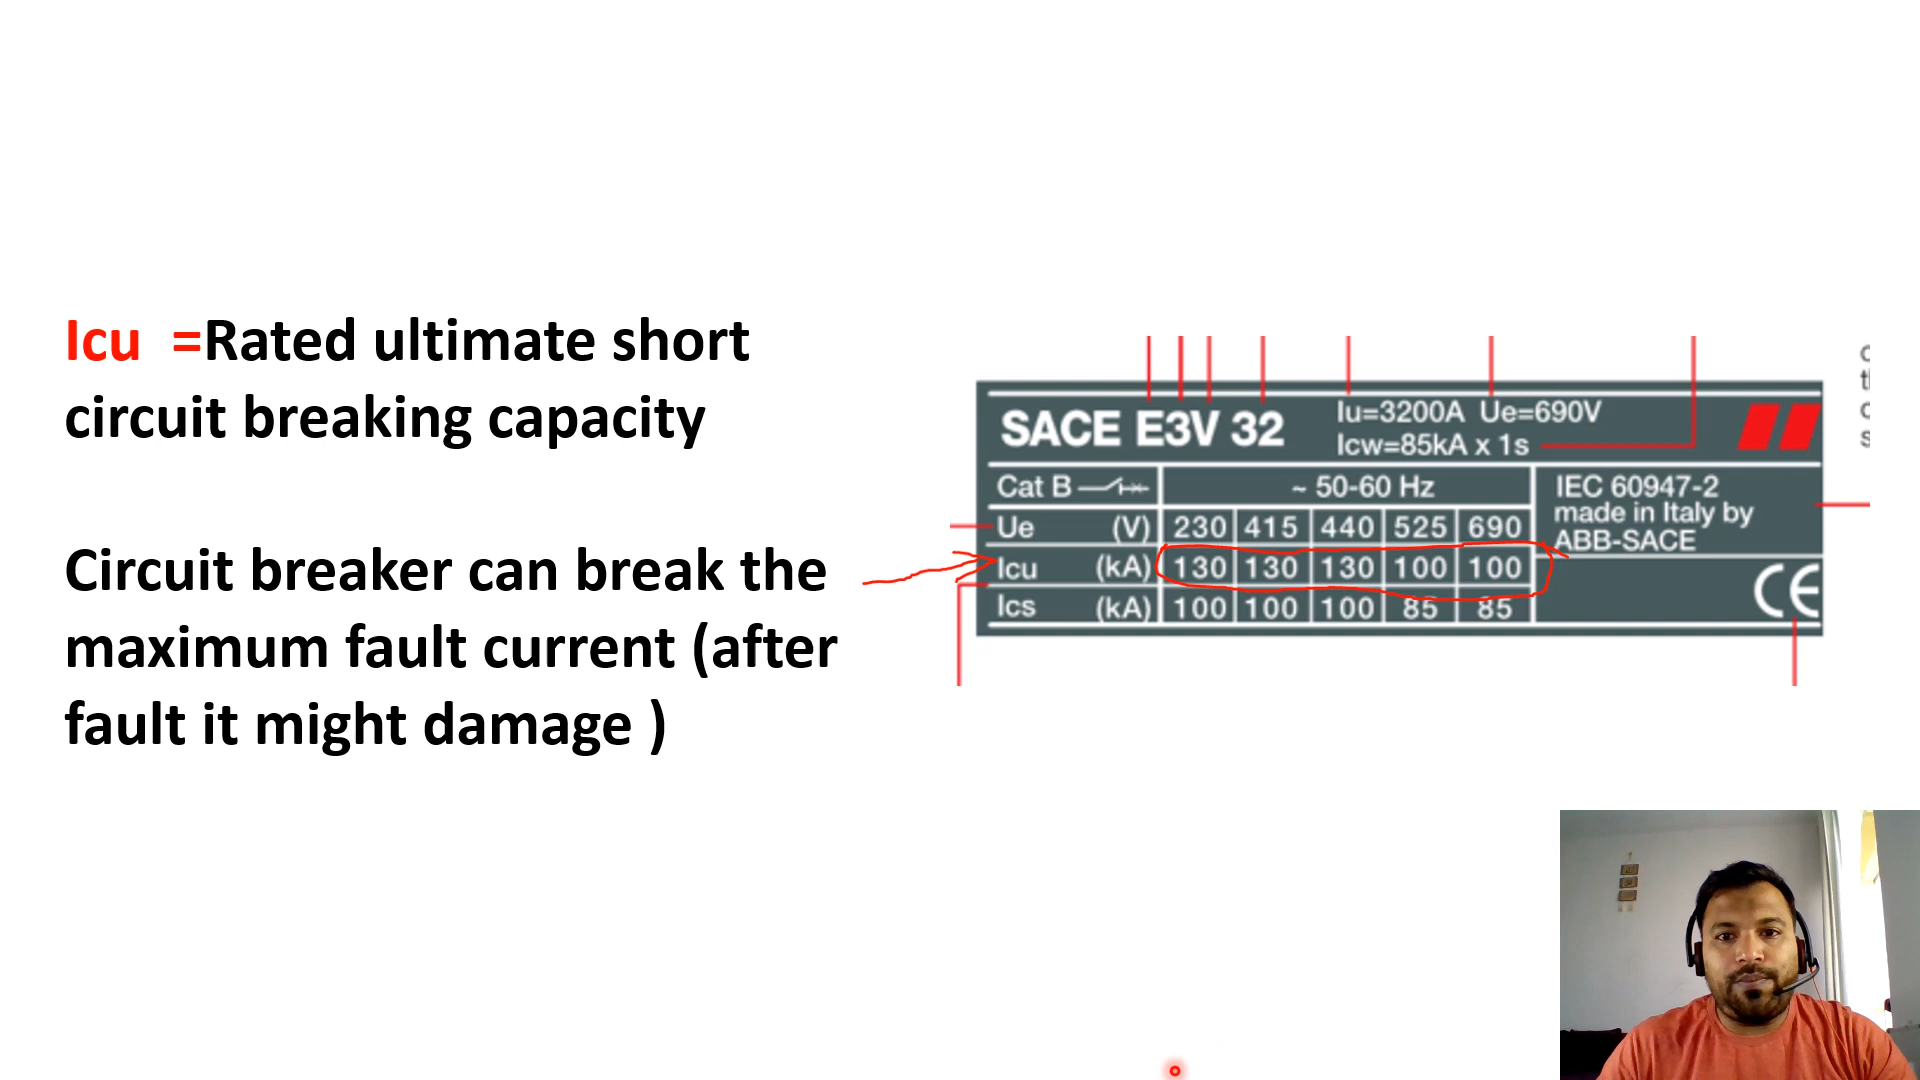 Icu =Rated ultimate short
circuit breaking capacity
Circuit breaker can break the
maximum fault current (after
fault it might damage )
SACE E3V 32
Iu=3200A Ue=690V
Icw=85kA x 1s
Cat B
~ 50-60 Hz
Ue (V) 230 415 440 525 690
Icu (kA) 130 130 130 100 100
Ics (kA) 100 100 100 85 85
IEC 60947-2
made in Italy by
ABB-SACE
CE